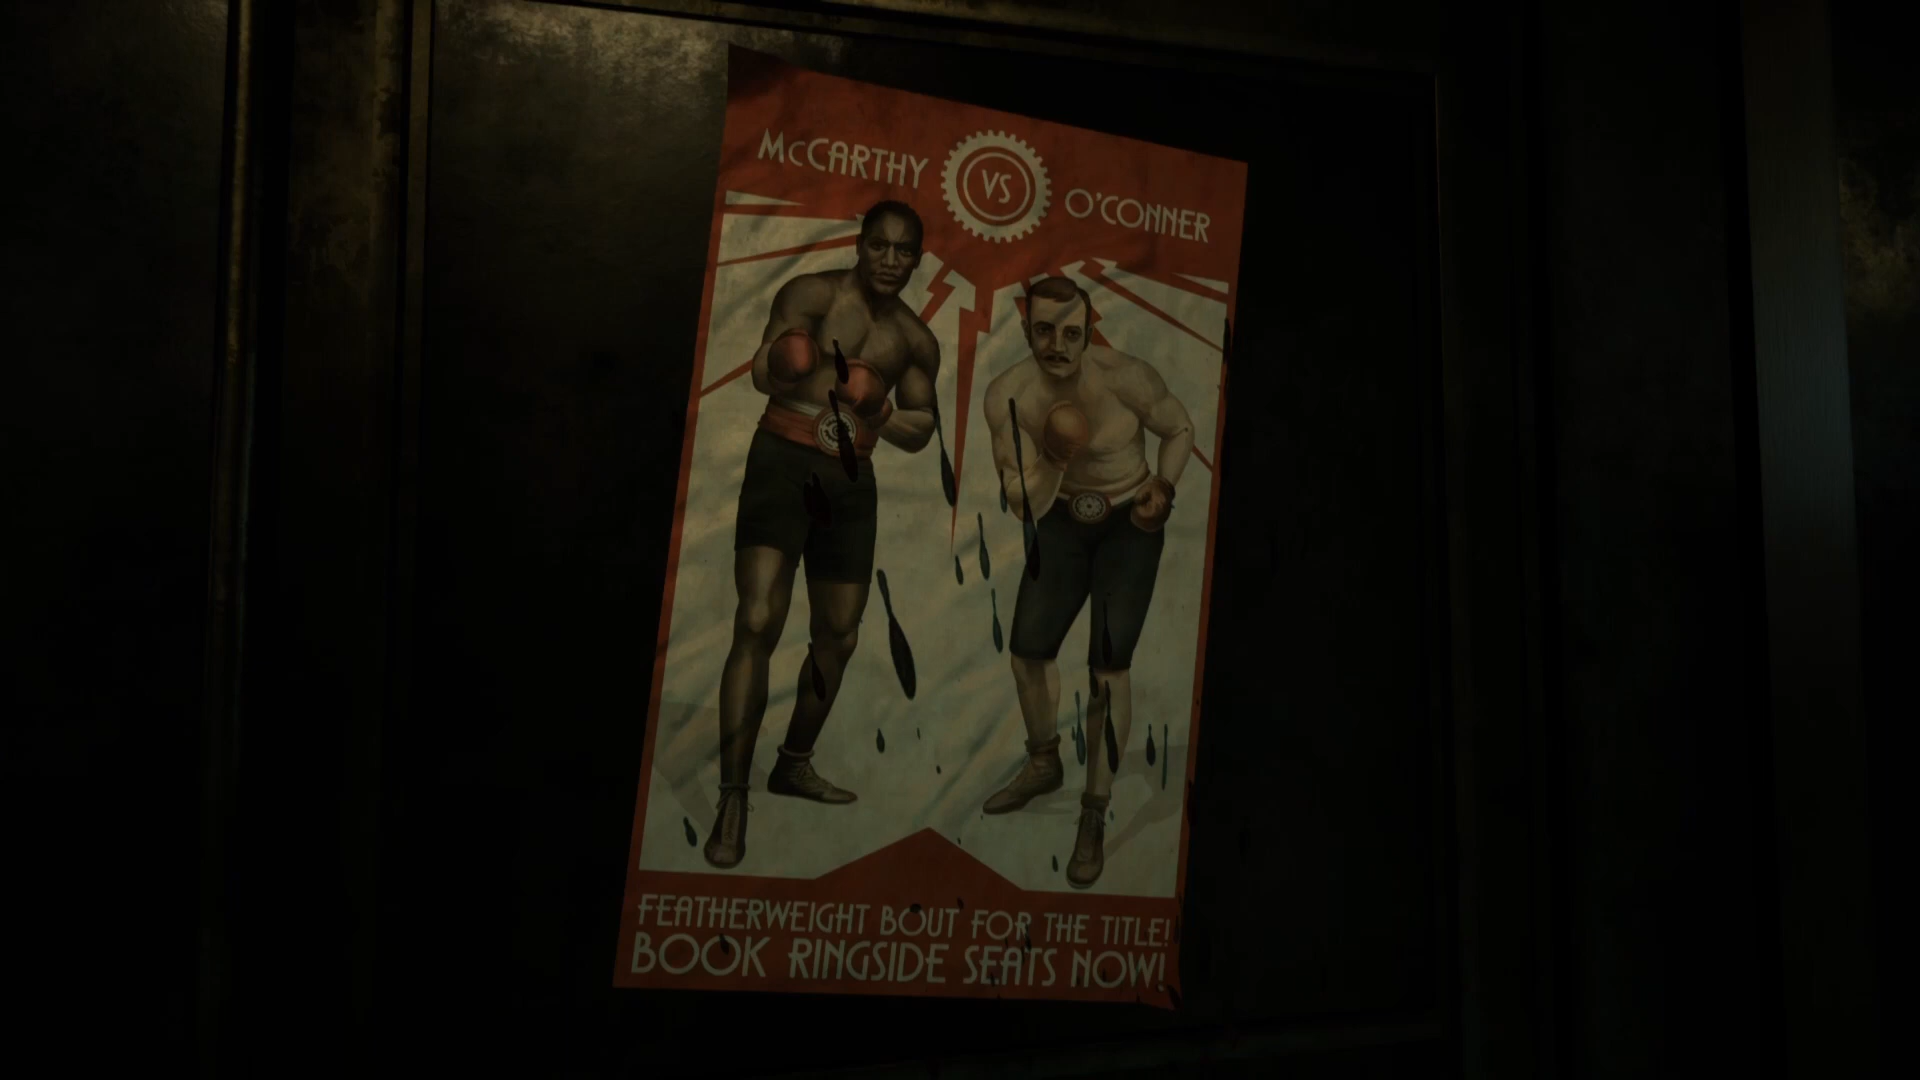 McCARTHY VS O'CONNER
FEATHERWEIGHT BOUT FOR THE TITLE!
BOOK RINGSIDE SEATS NOW!